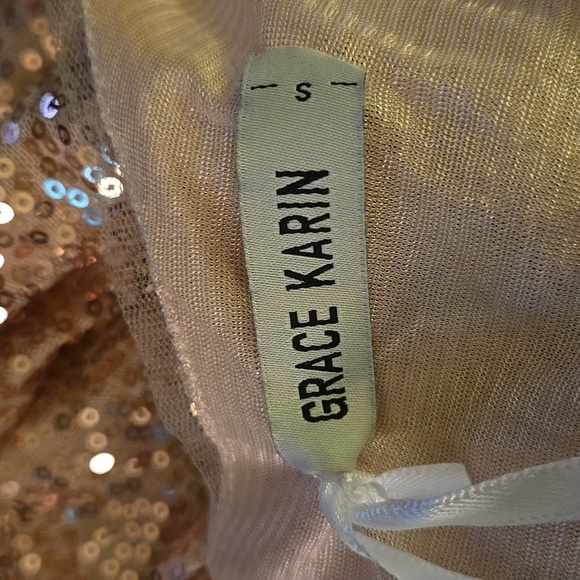 — S —
GRACE KARIN